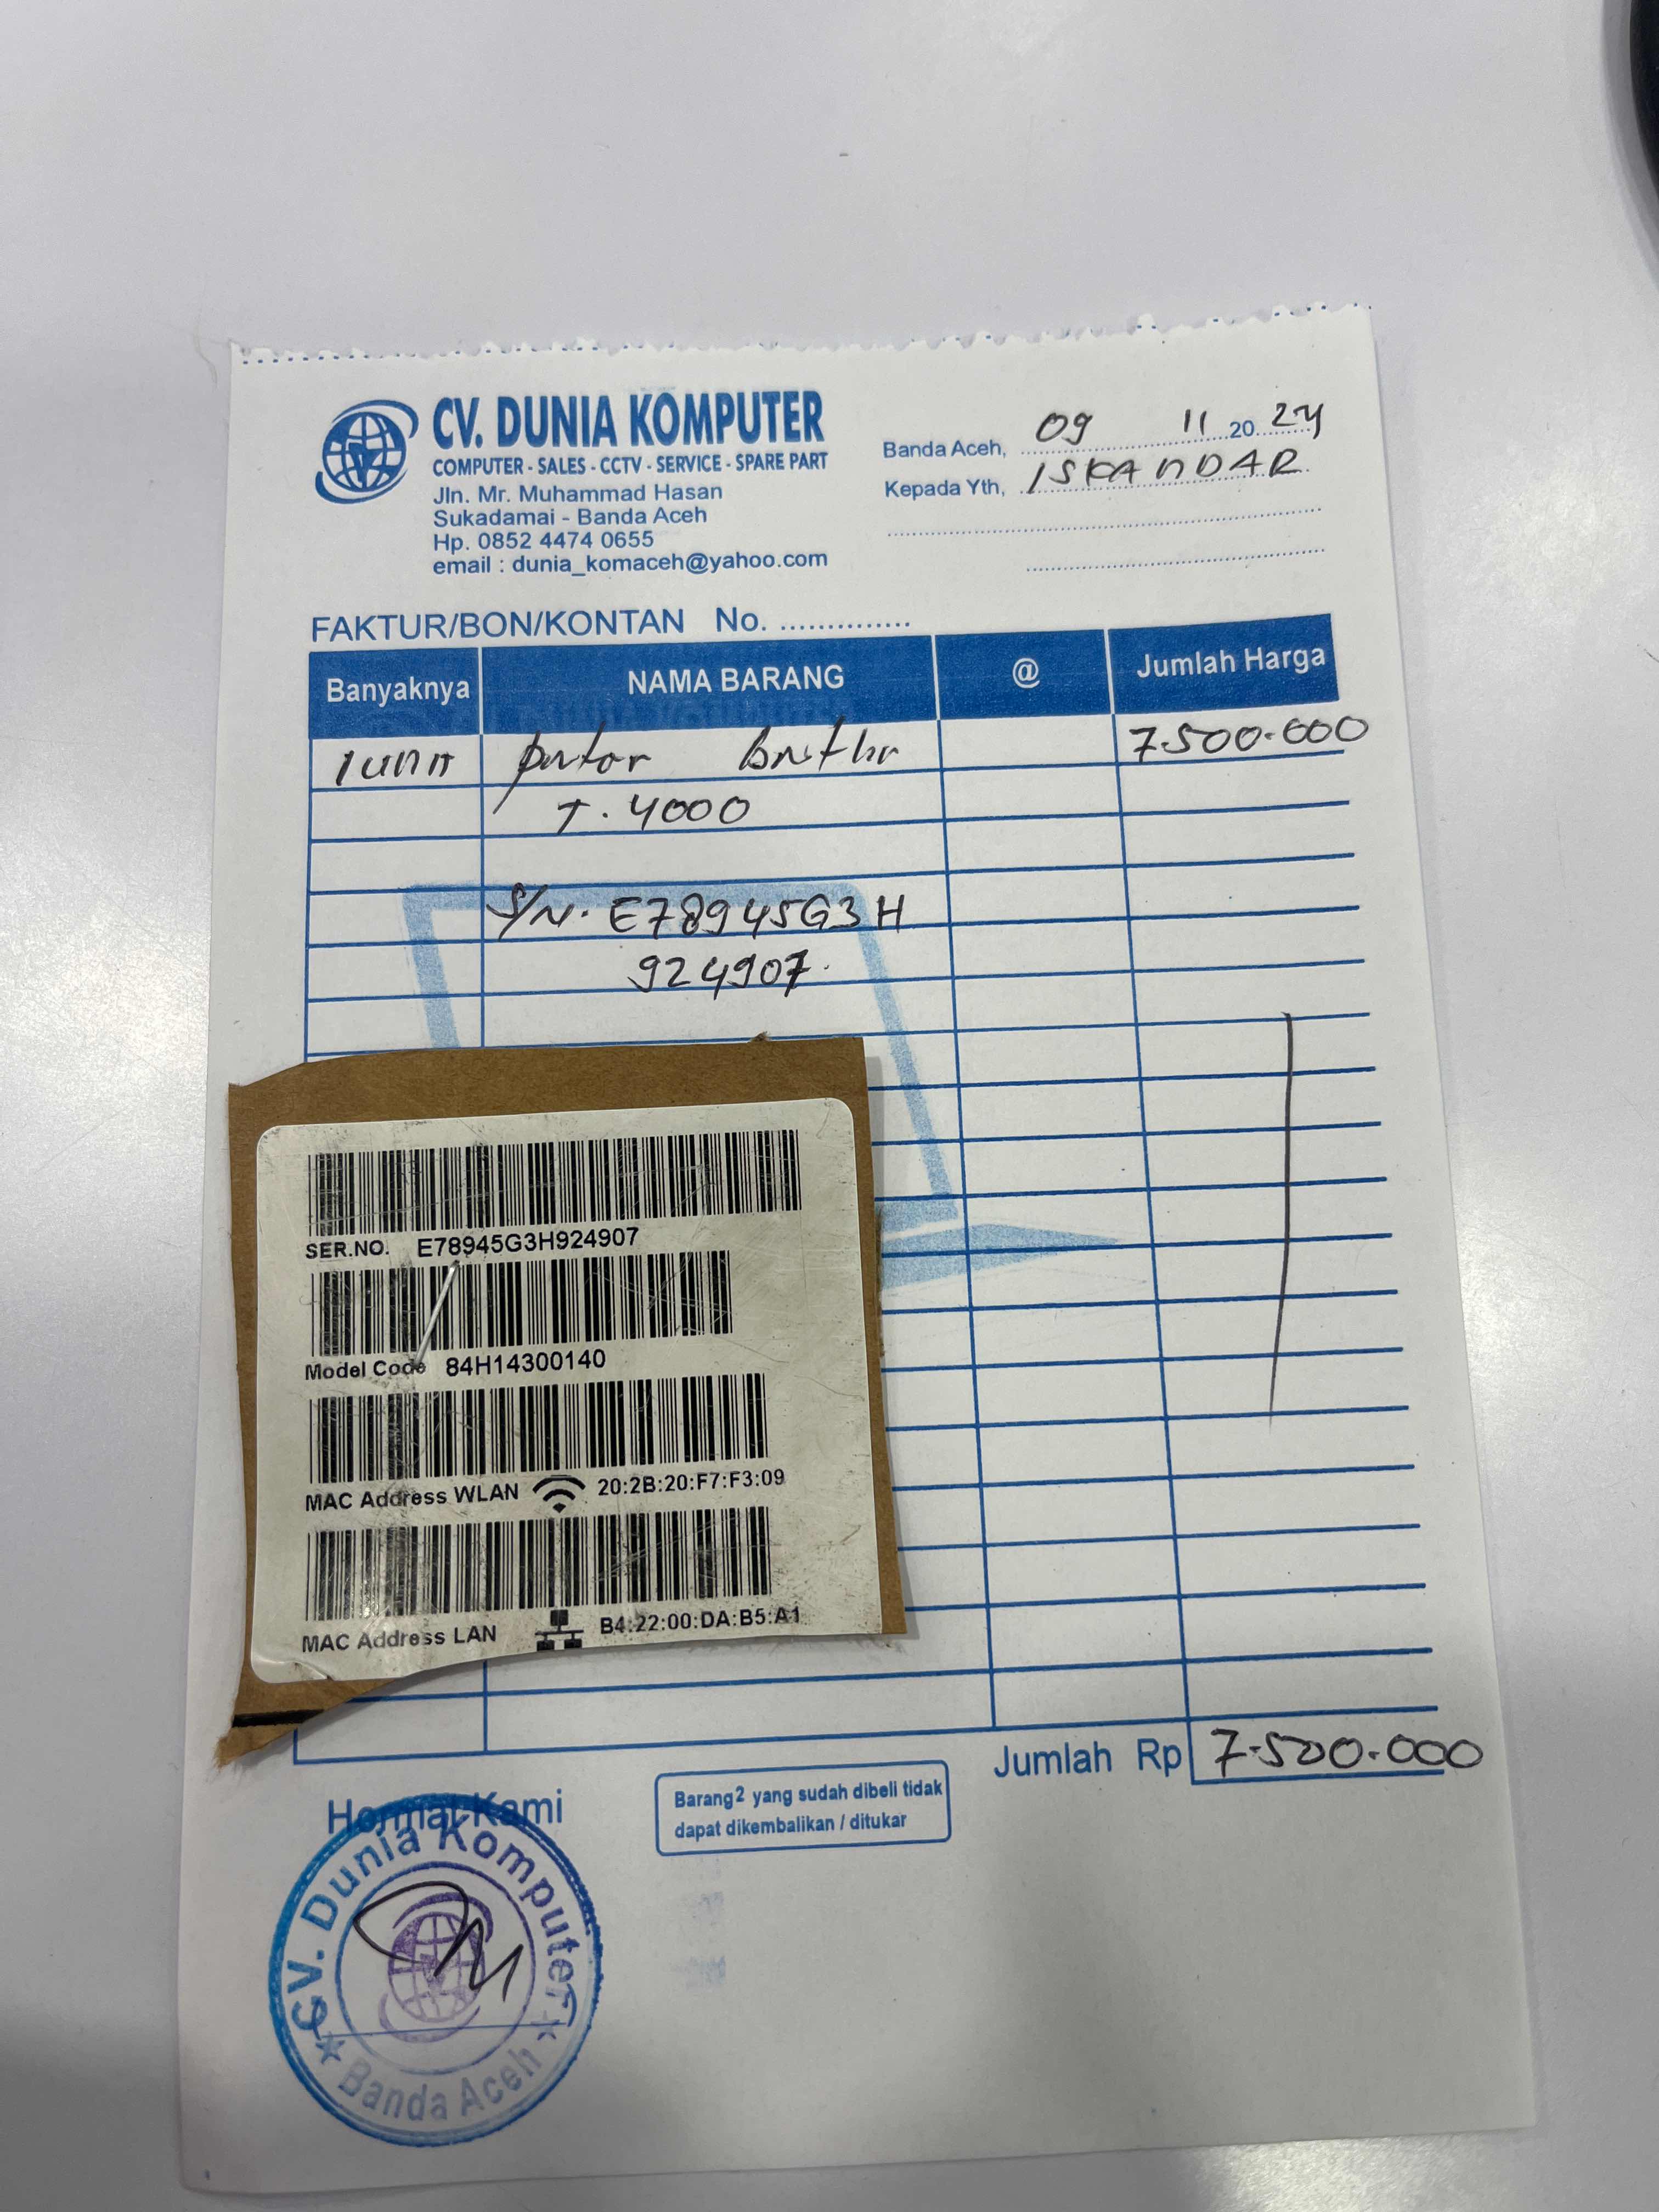 CV. DUNIA KOMPUTER
COMPUTER - SALES - CCTV - SERVICE - SPARE PART
Jln. Mr. Muhammad Hasan
Sukadamai - Banda Aceh
Hp. 0852 4474 0655
email : dunia_komaceh@yahoo.com
Banda Aceh, 09 11 20 24
Kepada Yth, ISKANDAR
FAKTUR/BON/KONTAN No. ..............
Banyaknya NAMA BARANG @ Jumlah Harga
1 unit 7.500.000
T. 4000
S/N. E78945G3H
924907.
SER.NO. E78945G3H924907
Model Code 84H14300140
MAC Address WLAN 20:2B:20:F7:F3:09
MAC Address LAN B4:22:00:DA:B5:A1
Jumlah Rp 7.500.000
Hormat Kami
Barang2 yang sudah dibeli tidak
dapat dikembalikan / ditukar
CV. Dunia Komputer
Banda Aceh